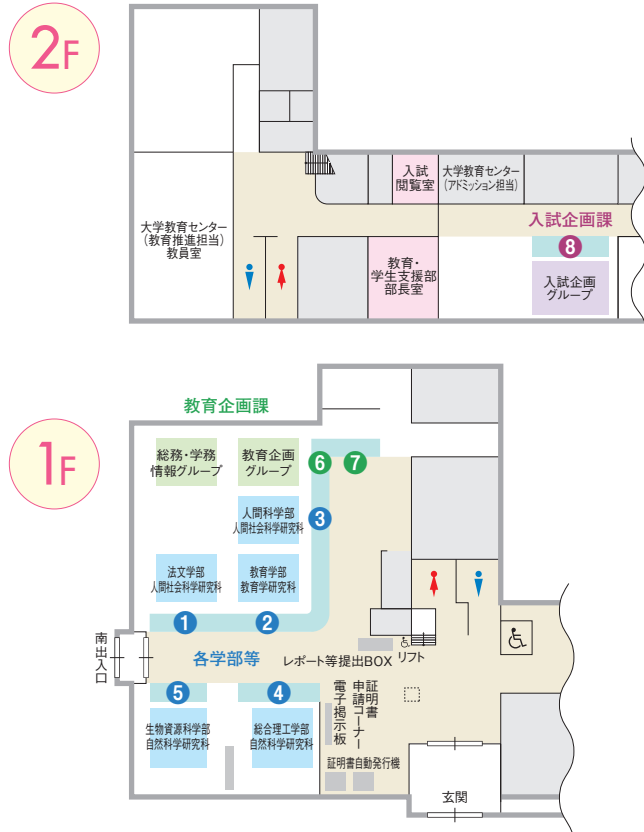 2F
入試
閲覧室
大学教育センター
(アドミッション担当)
入試企画課
8
大学教育センター
(教育推進担当)
教員室
教育・
学生支援部
部長室
入試企画
グループ
1F
教育企画課
総務・学務
情報グループ
教育企画
グループ
6
7
人間科学部
人間社会科学研究科
3
法文学部
人間社会科学研究科
教育学部
教育学研究科
1
2
南出入口
各学部等
レポート等提出BOX
リフト
5
4
生物資源科学部
自然科学研究科
総合理工学部
自然科学研究科
証明書
申請コーナー
電子掲示板
証明書自動発行機
玄関